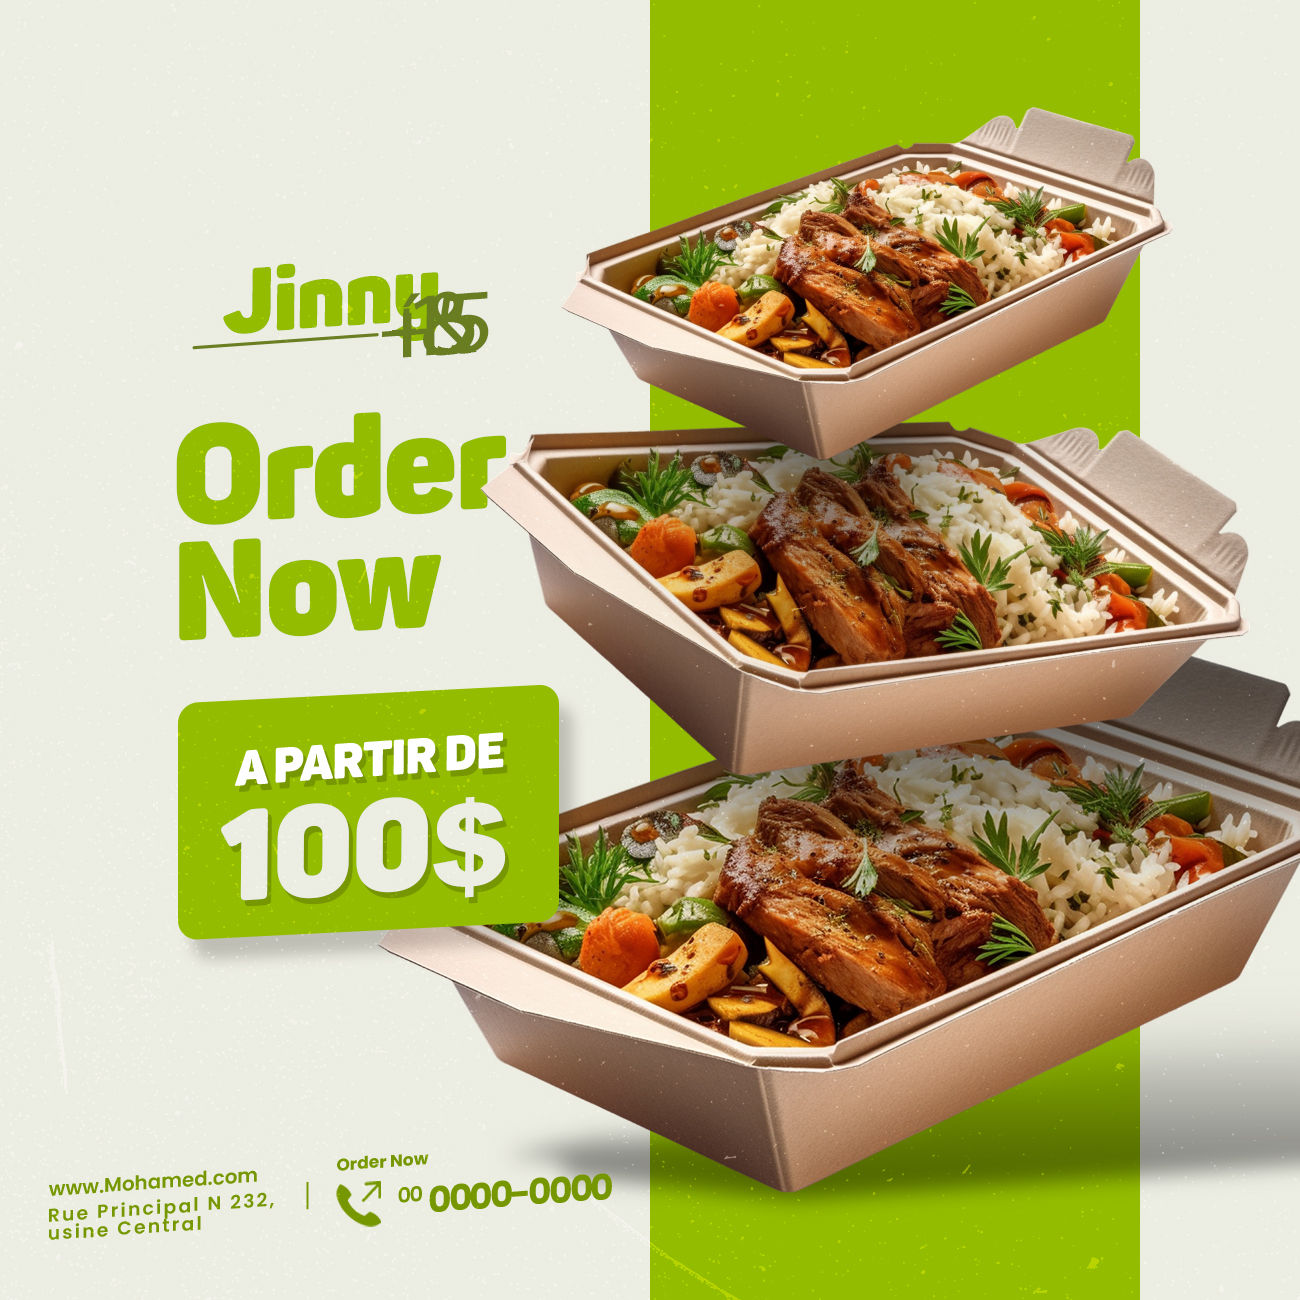 Jinny
Order
Now
A PARTIR DE
100$
www.Mohamed.com
Rue Principal N 232,
usine Central
Order Now
00 0000-0000